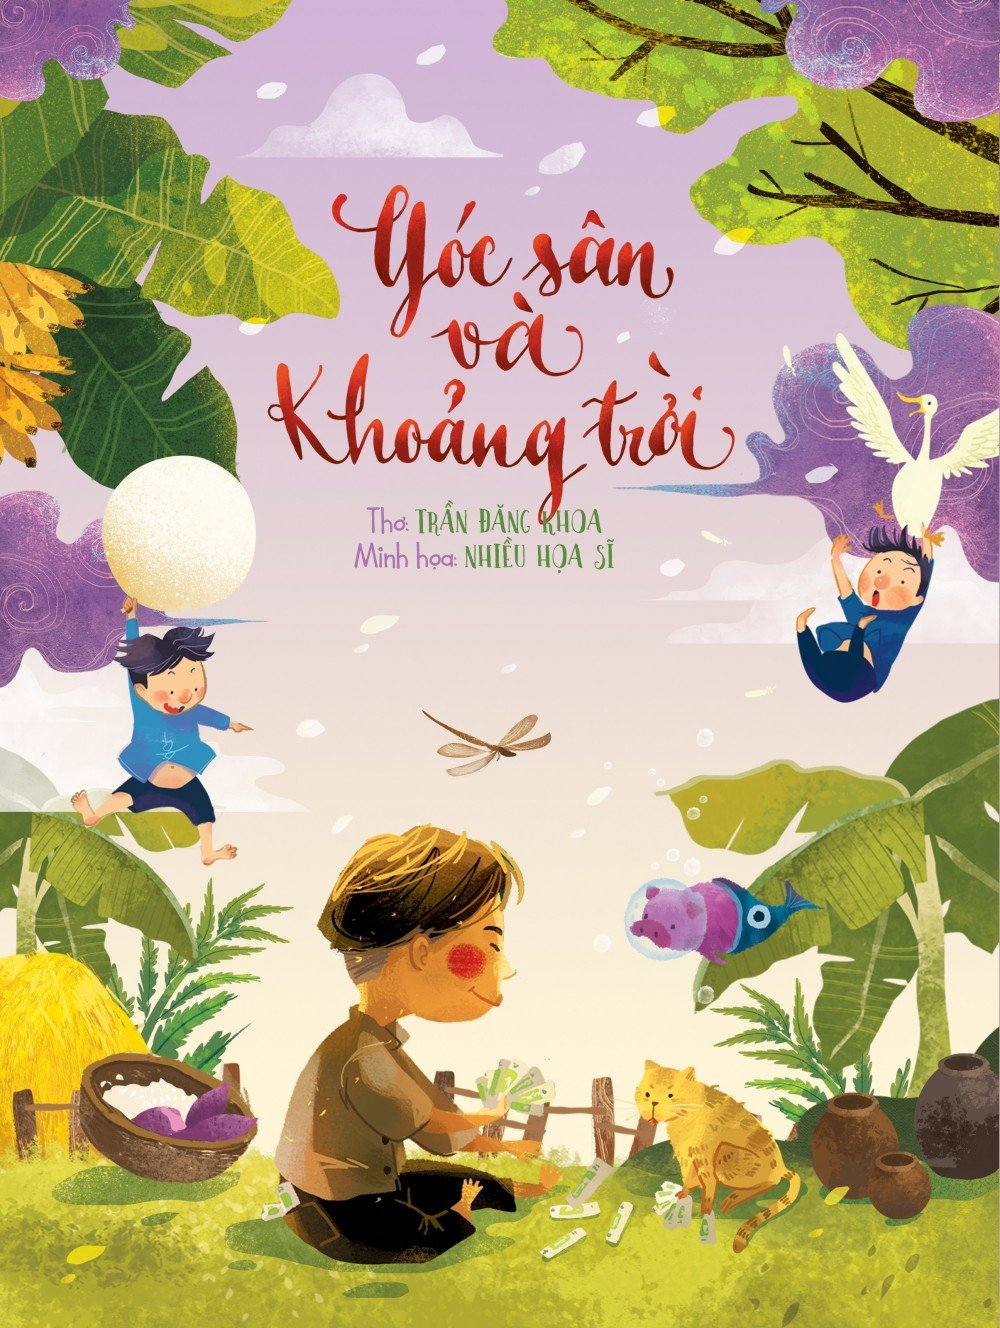 Góc sân
và
Khoảng trời
Thơ: TRẦN ĐĂNG KHOA
Minh họa: NHIỀU HỌA SĨ